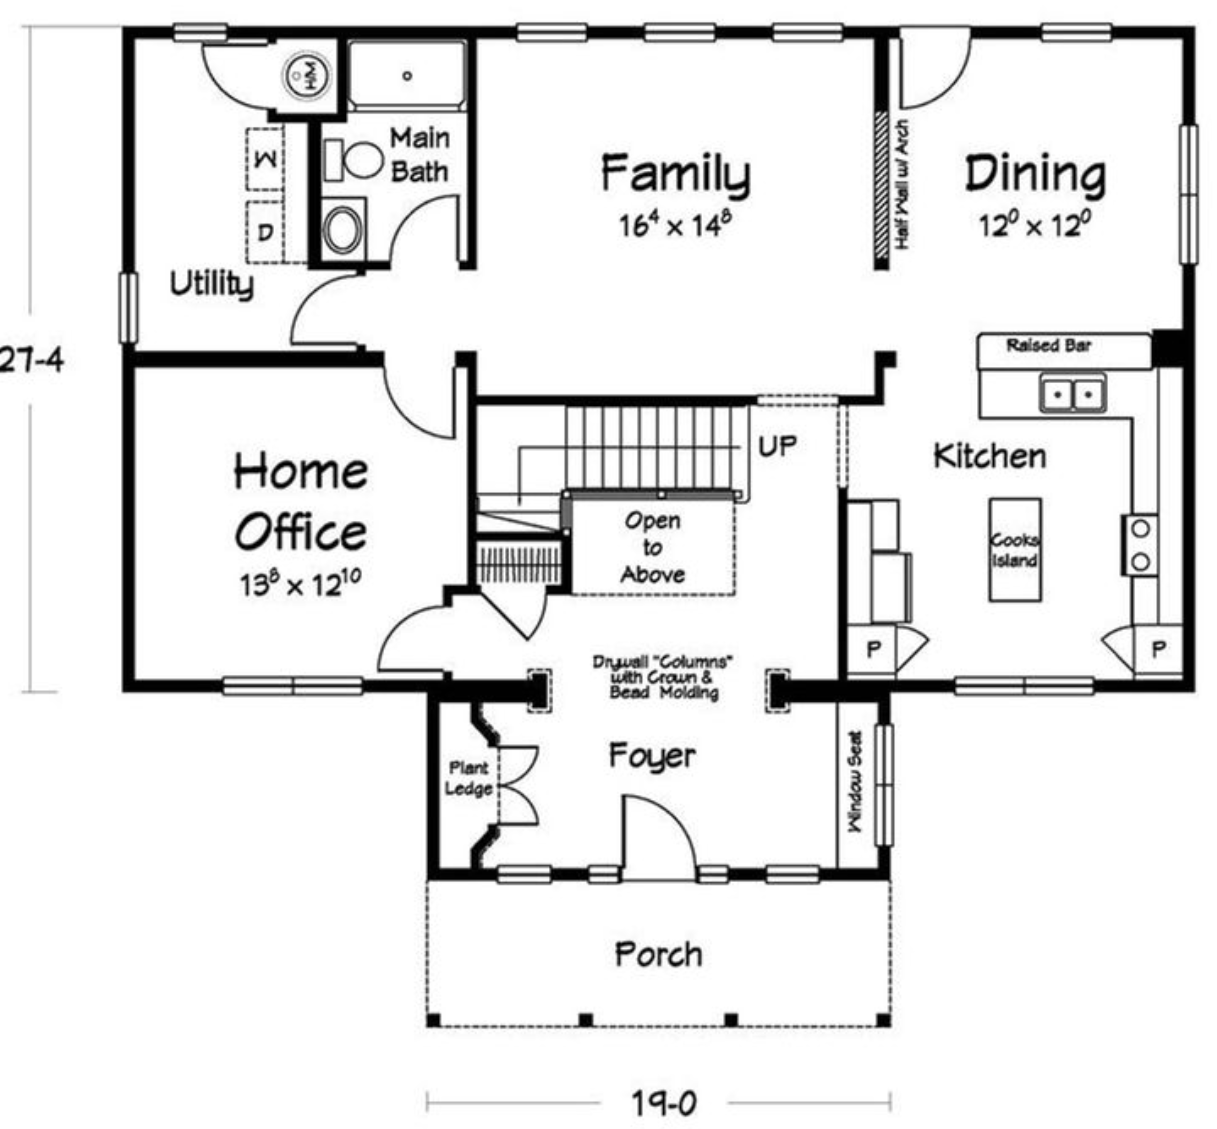 H/M
Main
Bath
W
D
Utility
Family
16⁴ x 14⁸
Half Wall w/ Arch
Dining
12⁰ x 12⁰
27-4
Raised Bar
UP
Kitchen
Home
Office
13⁸ x 12¹⁰
Open
to
Above
Cooks
Island
P
P
Drywall "Columns"
with Crown &
Bead Molding
Foyer
Plant
Ledge
Window Seat
Porch
19-0